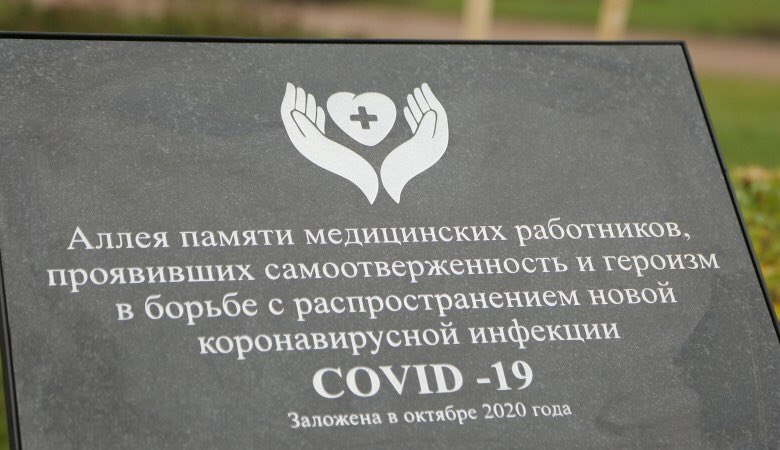 Аллея памяти медицинских работников,
проявивших самоотверженность и героизм
в борьбе с распространением новой
коронавирусной инфекции
COVID -19
Заложена в октябре 2020 года